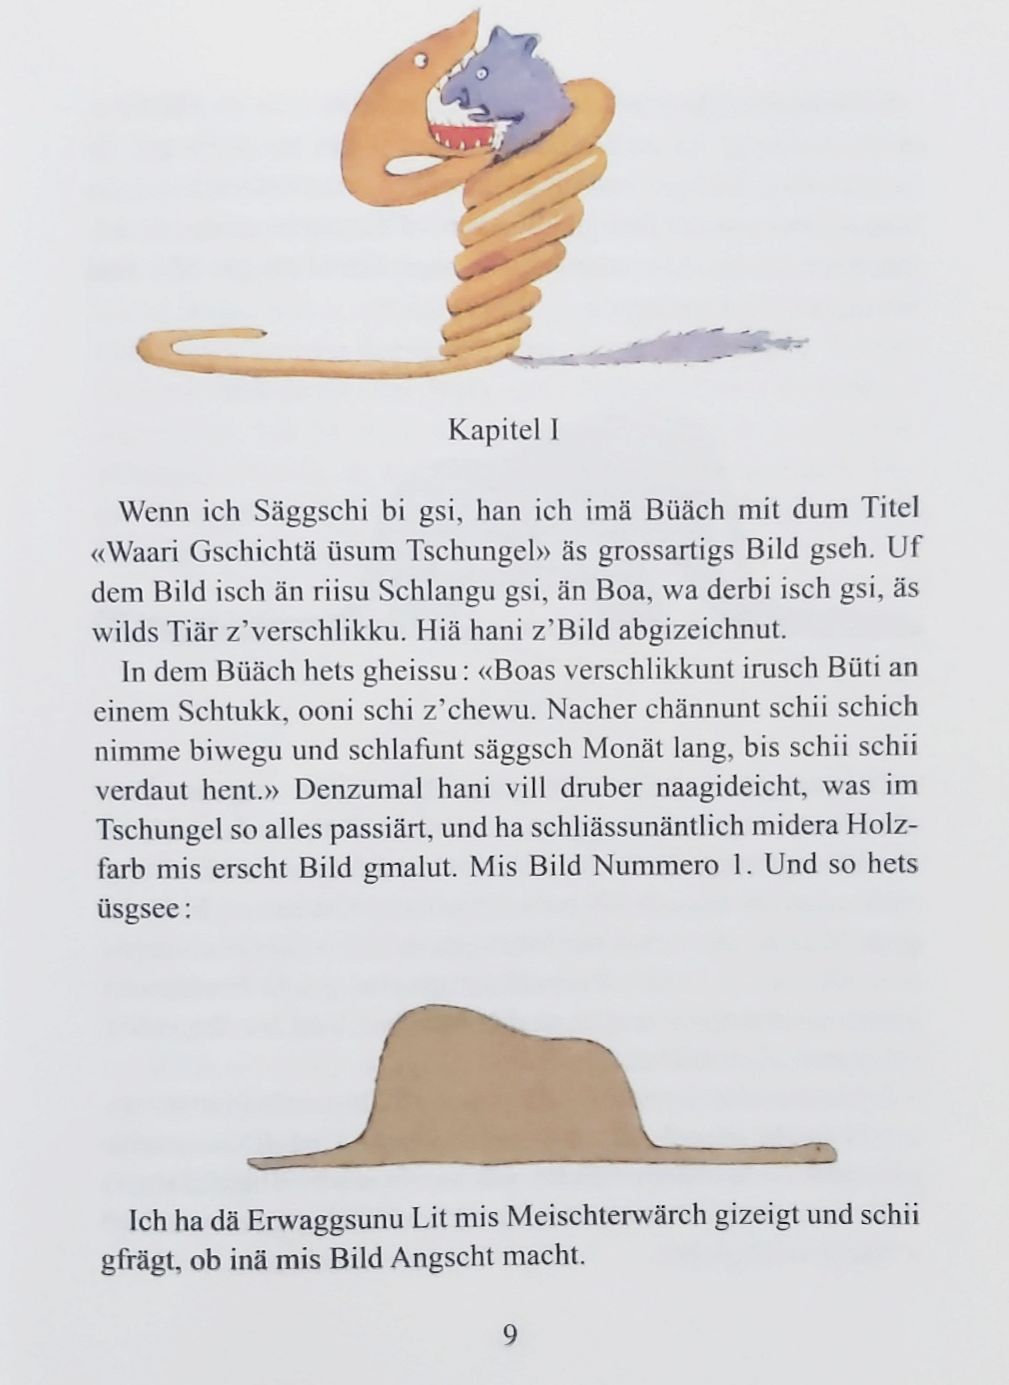 Kapitel I
Wenn ich Säggschi bi gsi, han ich imä Büäch mit dum Titel
«Waari Gschichtä üsum Tschungel» äs grossartigs Bild gseh. Uf
dem Bild isch än riisu Schlangu gsi, än Boa, wa derbi isch gsi, äs
wilds Tiär z’verschlikku. Hiä hani z’Bild abgizeichnut.
In dem Büäch hets gheissu : «Boas verschlikkunt irusch Büti an
einem Schtukk, ooni schi z’chewu. Nacher chännunt schii schich
nimme biwegu und schlafunt säggsch Monät lang, bis schii schii
verdaut hent.» Denzumal hani vill druber naagideicht, was im
Tschungel so alles passiärt, und ha schliässunäntlich midera Holz-
farb mis erscht Bild gmalut. Mis Bild Nummero 1. Und so hets
üsgsee :
Ich ha dä Erwaggsunu Lit mis Meischterwärch gizeigt und schii
gfrägt, ob inä mis Bild Angscht macht.
9